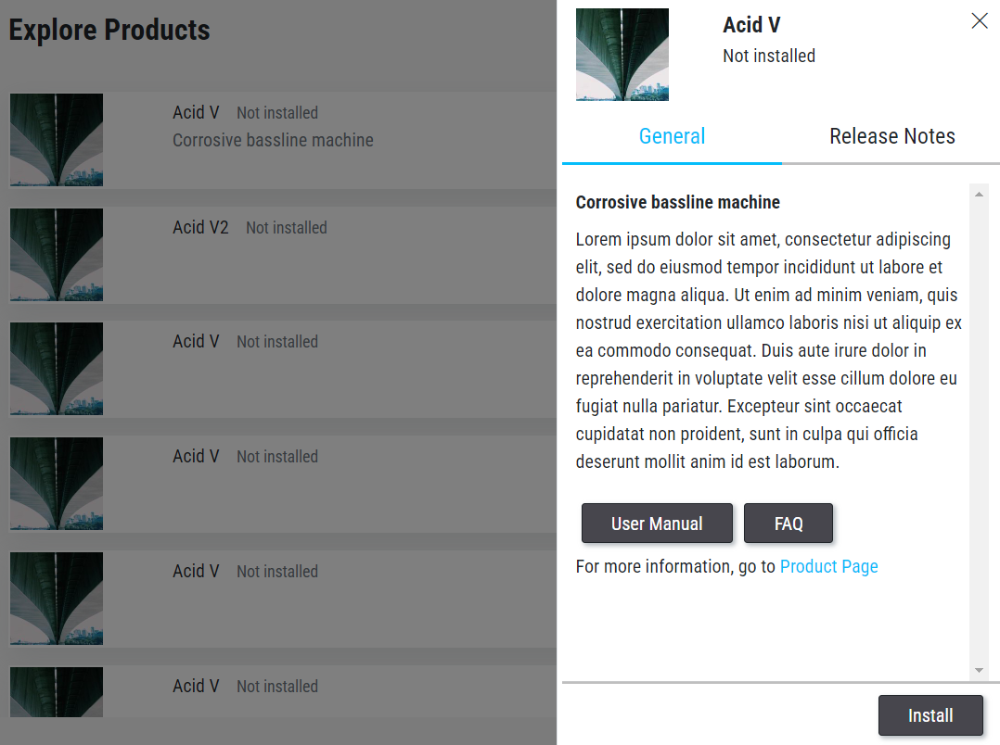 Explore Products
Acid V Not installed
Corrosive bassline machine
Acid V2 Not installed
Acid V Not installed
Acid V Not installed
Acid V Not installed
Acid V Not installed
Acid V
Not installed
General Release Notes
Corrosive bassline machine
Lorem ipsum dolor sit amet, consectetur adipiscing
elit, sed do eiusmod tempor incididunt ut labore et
dolore magna aliqua. Ut enim ad minim veniam, quis
nostrud exercitation ullamco laboris nisi ut aliquip ex
ea commodo consequat. Duis aute irure dolor in
reprehenderit in voluptate velit esse cillum dolore eu
fugiat nulla pariatur. Excepteur sint occaecat
cupidatat non proident, sunt in culpa qui officia
deserunt mollit anim id est laborum.
User Manual FAQ
For more information, go to Product Page
Install